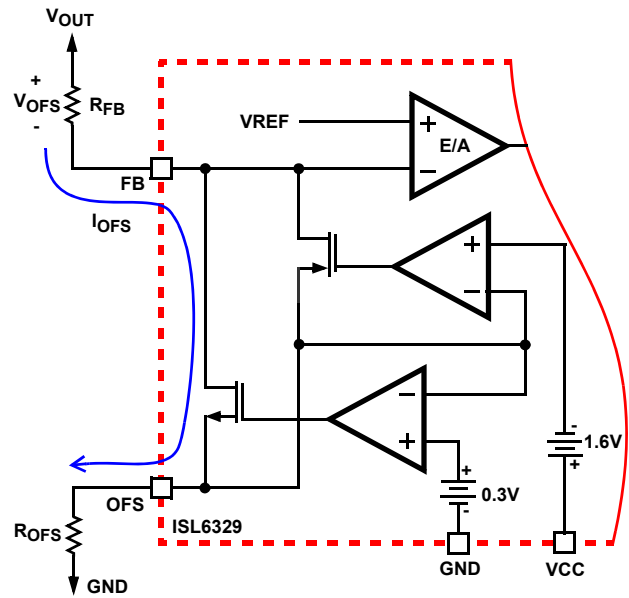 VOUT
+
VOFS
-
RFB
VREF
+
E/A
−
FB
IOFS
+
−
−
+
-
1.6V
+
+
0.3V
-
OFS
ISL6329
ROFS
GND
GND
VCC